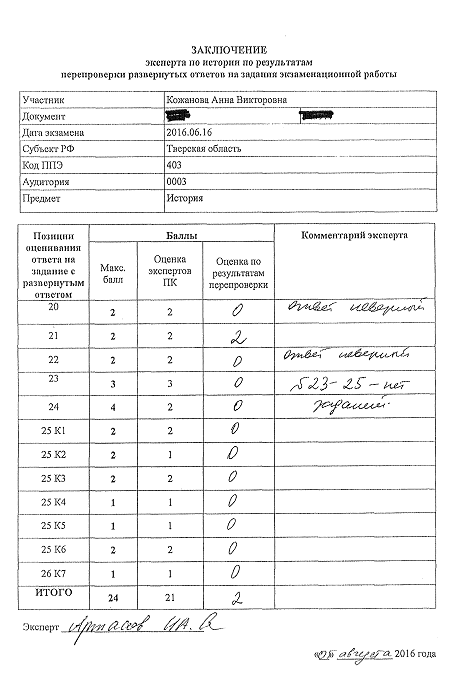 ЗАКЛЮЧЕНИЕ
эксперта по истории по результатам
перепроверки развернутых ответов на задания экзаменационной работы
Участник Кожанова Анна Викторовна
Документ
Дата экзамена 2016.06.16
Субъект РФ Тверская область
Код ППЭ 403
Аудитория 0003
Предмет История
Позиции оценивания ответа на задание с развернутым ответом Баллы Комментарий эксперта
Макс. балл Оценка экспертов ПК Оценка по результатам перепроверки
20 2 2 0 ответ неверный
21 2 2 2
22 2 2 0 ответ неверный
23 3 3 0 523-25 - нет
24 4 2 0 заданий.
25 К1 2 2 0
25 К2 2 1 0
25 К3 2 2 0
25 К4 1 1 0
25 К5 1 1 0
25 К6 2 2 0
26 К7 1 1 0
ИТОГО 24 21 2
Эксперт Артасов И.А.
« » августа 2016 года